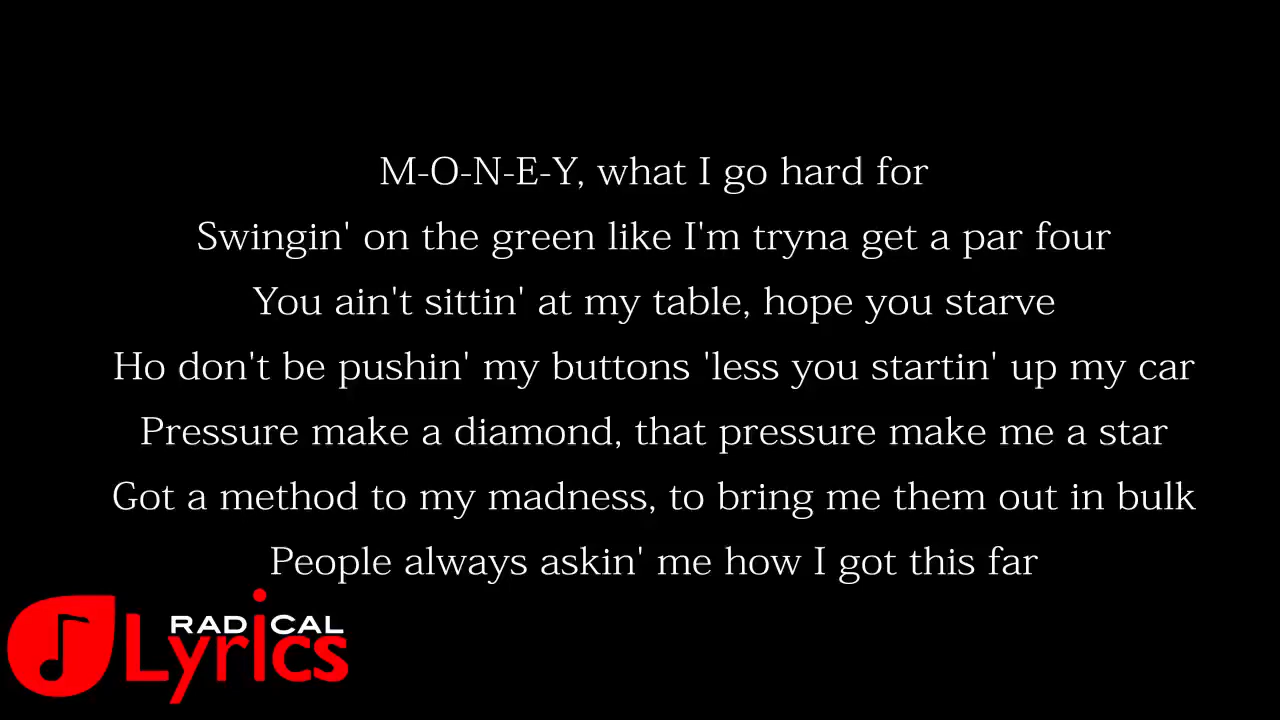 M-O-N-E-Y, what I go hard for
Swingin' on the green like I'm tryna get a par four
You ain't sittin' at my table, hope you starve
Ho don't be pushin' my buttons 'less you startin' up my car
Pressure make a diamond, that pressure make me a star
Got a method to my madness, to bring me them out in bulk
People always askin' me how I got this far
RADICAL
Lyrics